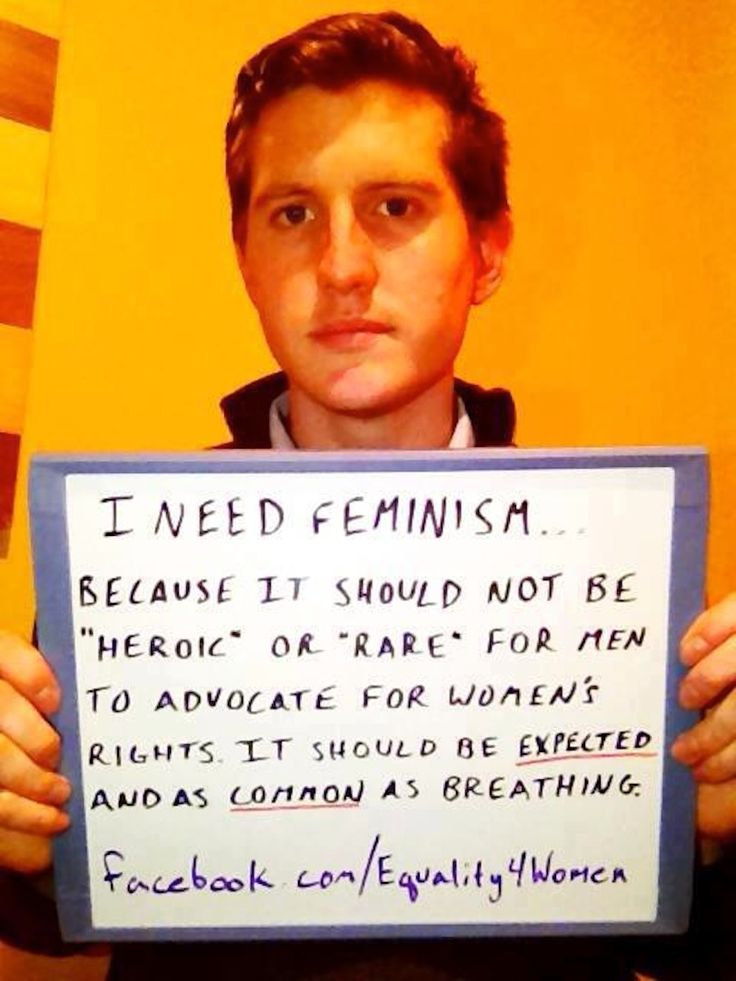 I NEED FEMINISM...
BECAUSE IT SHOULD NOT BE
"HEROIC" OR "RARE" FOR MEN
TO ADVOCATE FOR WOMEN'S
RIGHTS. IT SHOULD BE EXPECTED
AND AS COMMON AS BREATHING.
facebook.com/Equality4Women